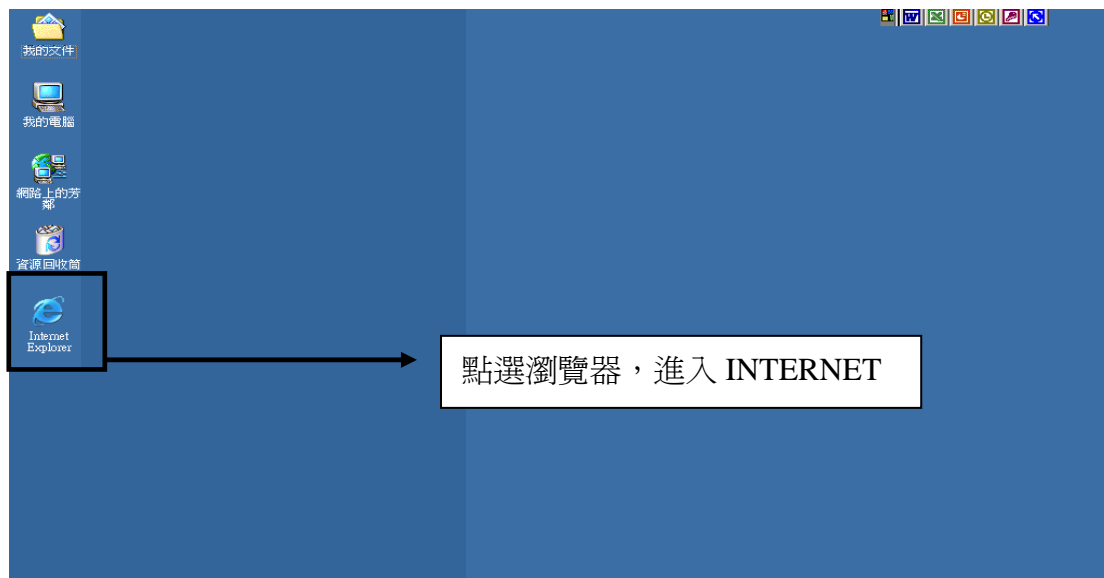 我的文件
我的電腦
網路上的芳
鄰
資源回收筒
Internet
Explorer
點選瀏覽器，進入 INTERNET